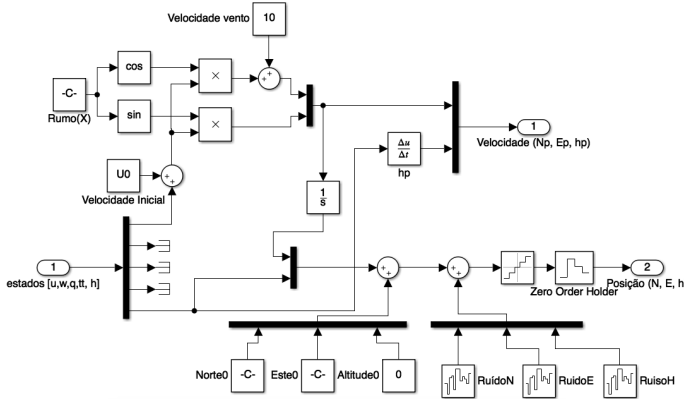 Velocidade vento
10
cos
×
+
+
-C-
Rumo(X)
sin
×
U0
Velocidade Inicial
+
+
Δu
Δt
hp
1
Velocidade (Np, Ep, hp)
1
s
1
estados [u,w,q,tt, h]
+
+
+
+
Zero Order Holder
2
Posição (N, E, h
Norte0
-C-
Este0
-C-
Altitude0
0
RuídoN
RuidoE
RuisoH